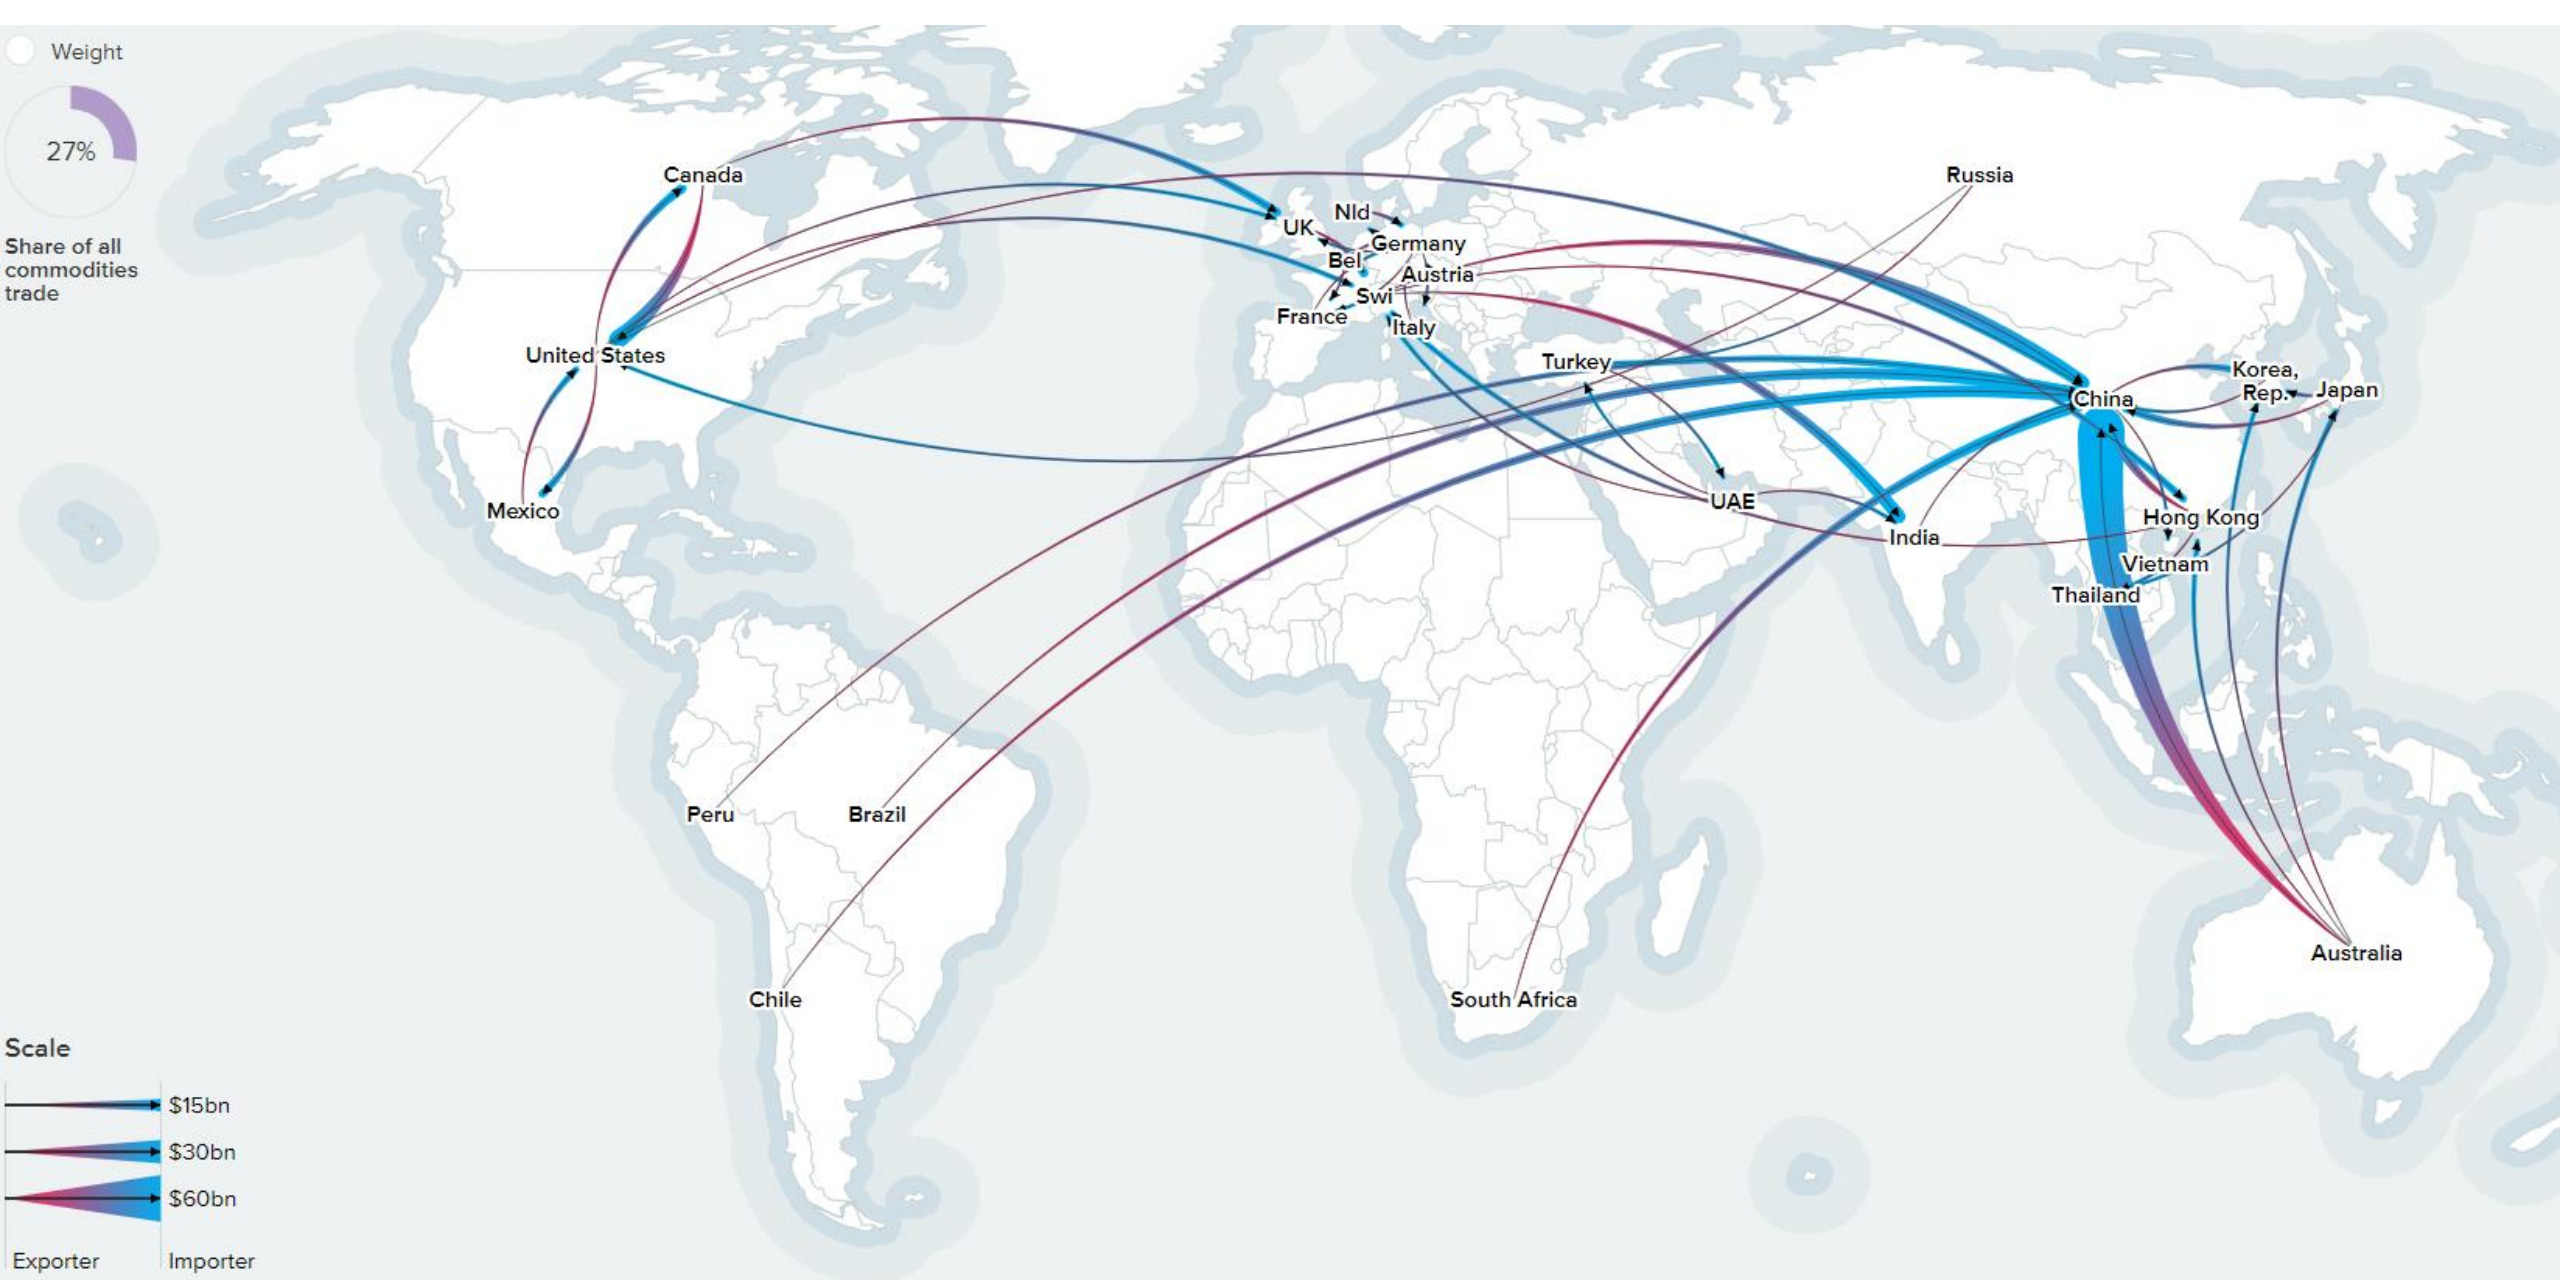 Weight
27%
Share of all
commodities
trade
Canada
Russia
Nld
UK
Germany
Bel
Austria
Swi
France
Italy
United States
Turkey
Korea,
Rep.
Japan
China
UAE
Mexico
Hong Kong
India
Vietnam
Thailand
Peru
Brazil
Australia
Chile
South Africa
Scale
$15bn
$30bn
$60bn
Exporter
Importer